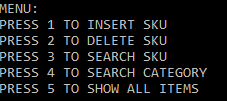 MENU:
PRESS 1 TO INSERT SKU
PRESS 2 TO DELETE SKU
PRESS 3 TO SEARCH SKU
PRESS 4 TO SEARCH CATEGORY
PRESS 5 TO SHOW ALL ITEMS